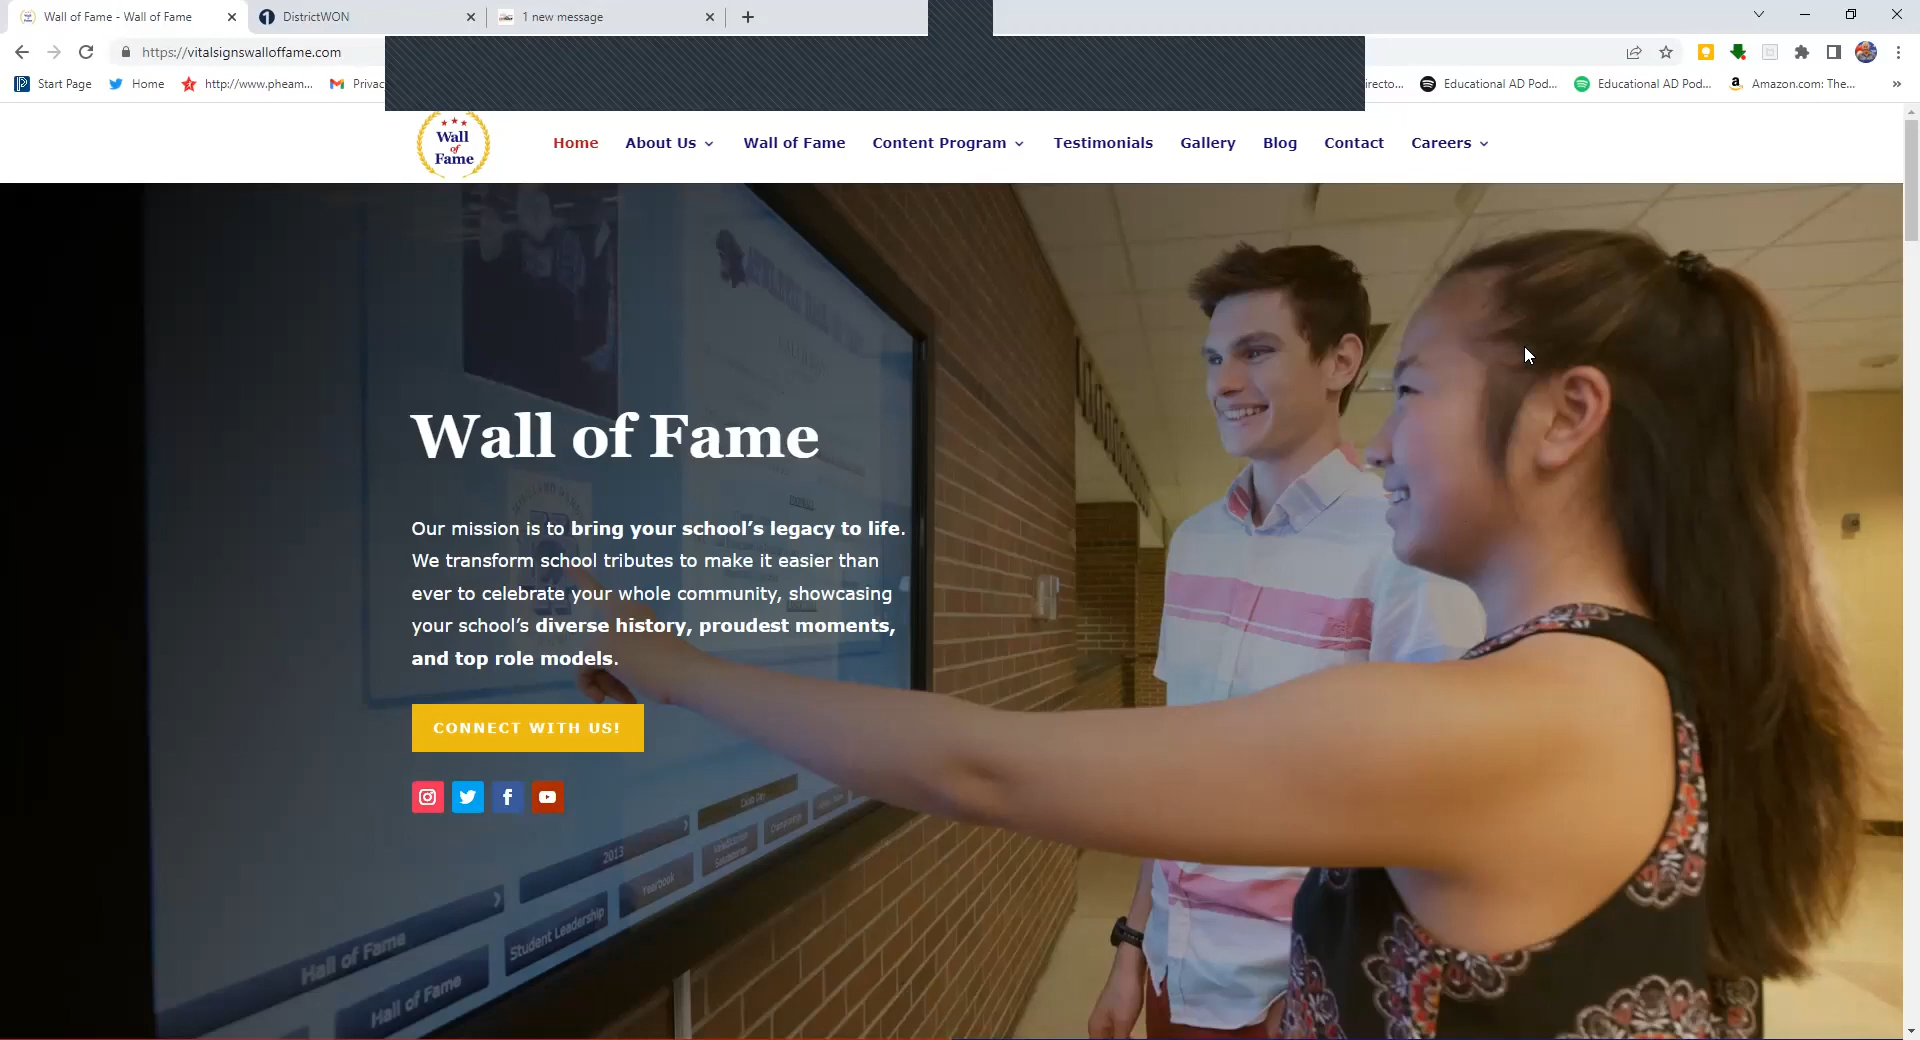 Wall of Fame - Wall of Fame
DistrictWON
1 new message
https://vitalsignswalloffame.com
Start Page
Home
http://www.pheam...
Privac
irecto...
Educational AD Pod...
Educational AD Pod...
Amazon.com: The...
Wall
of
Fame
Home
About Us
Wall of Fame
Content Program
Testimonials
Gallery
Blog
Contact
Careers
Wall of Fame
Our mission is to bring your school’s legacy to life.
We transform school tributes to make it easier than
ever to celebrate your whole community, showcasing
your school’s diverse history, proudest moments,
and top role models.
CONNECT WITH US!
2013
Yearbook
Championship
Student Leadership
Hall of Fame
Hall of Fame